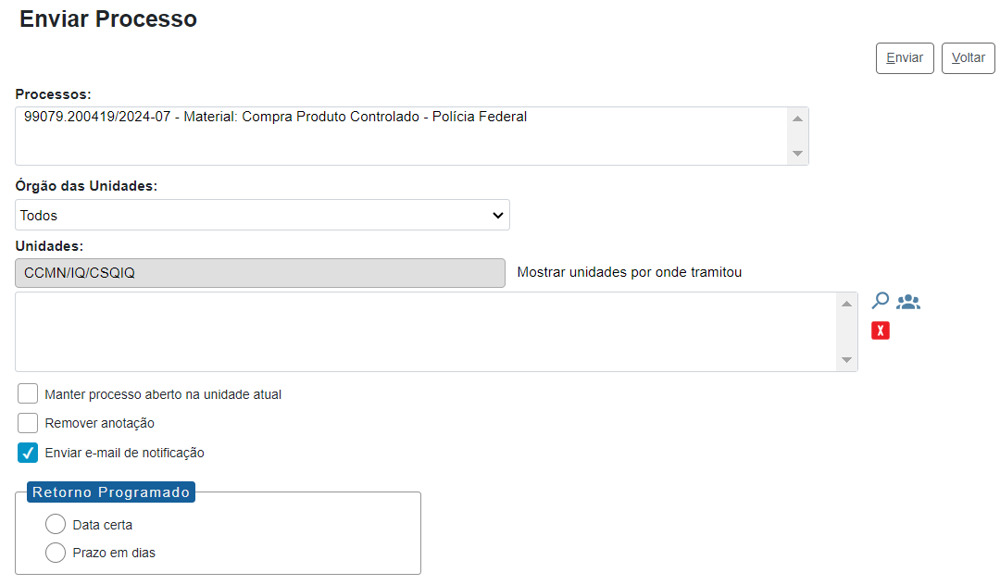 Enviar Processo
Enviar Voltar
Processos:
99079.200419/2024-07 - Material: Compra Produto Controlado - Polícia Federal
Órgão das Unidades:
Todos
Unidades:
CCMN/IQ/CSQIQ Mostrar unidades por onde tramitou
X
Manter processo aberto na unidade atual
Remover anotação
Enviar e-mail de notificação
Retorno Programado
Data certa
Prazo em dias